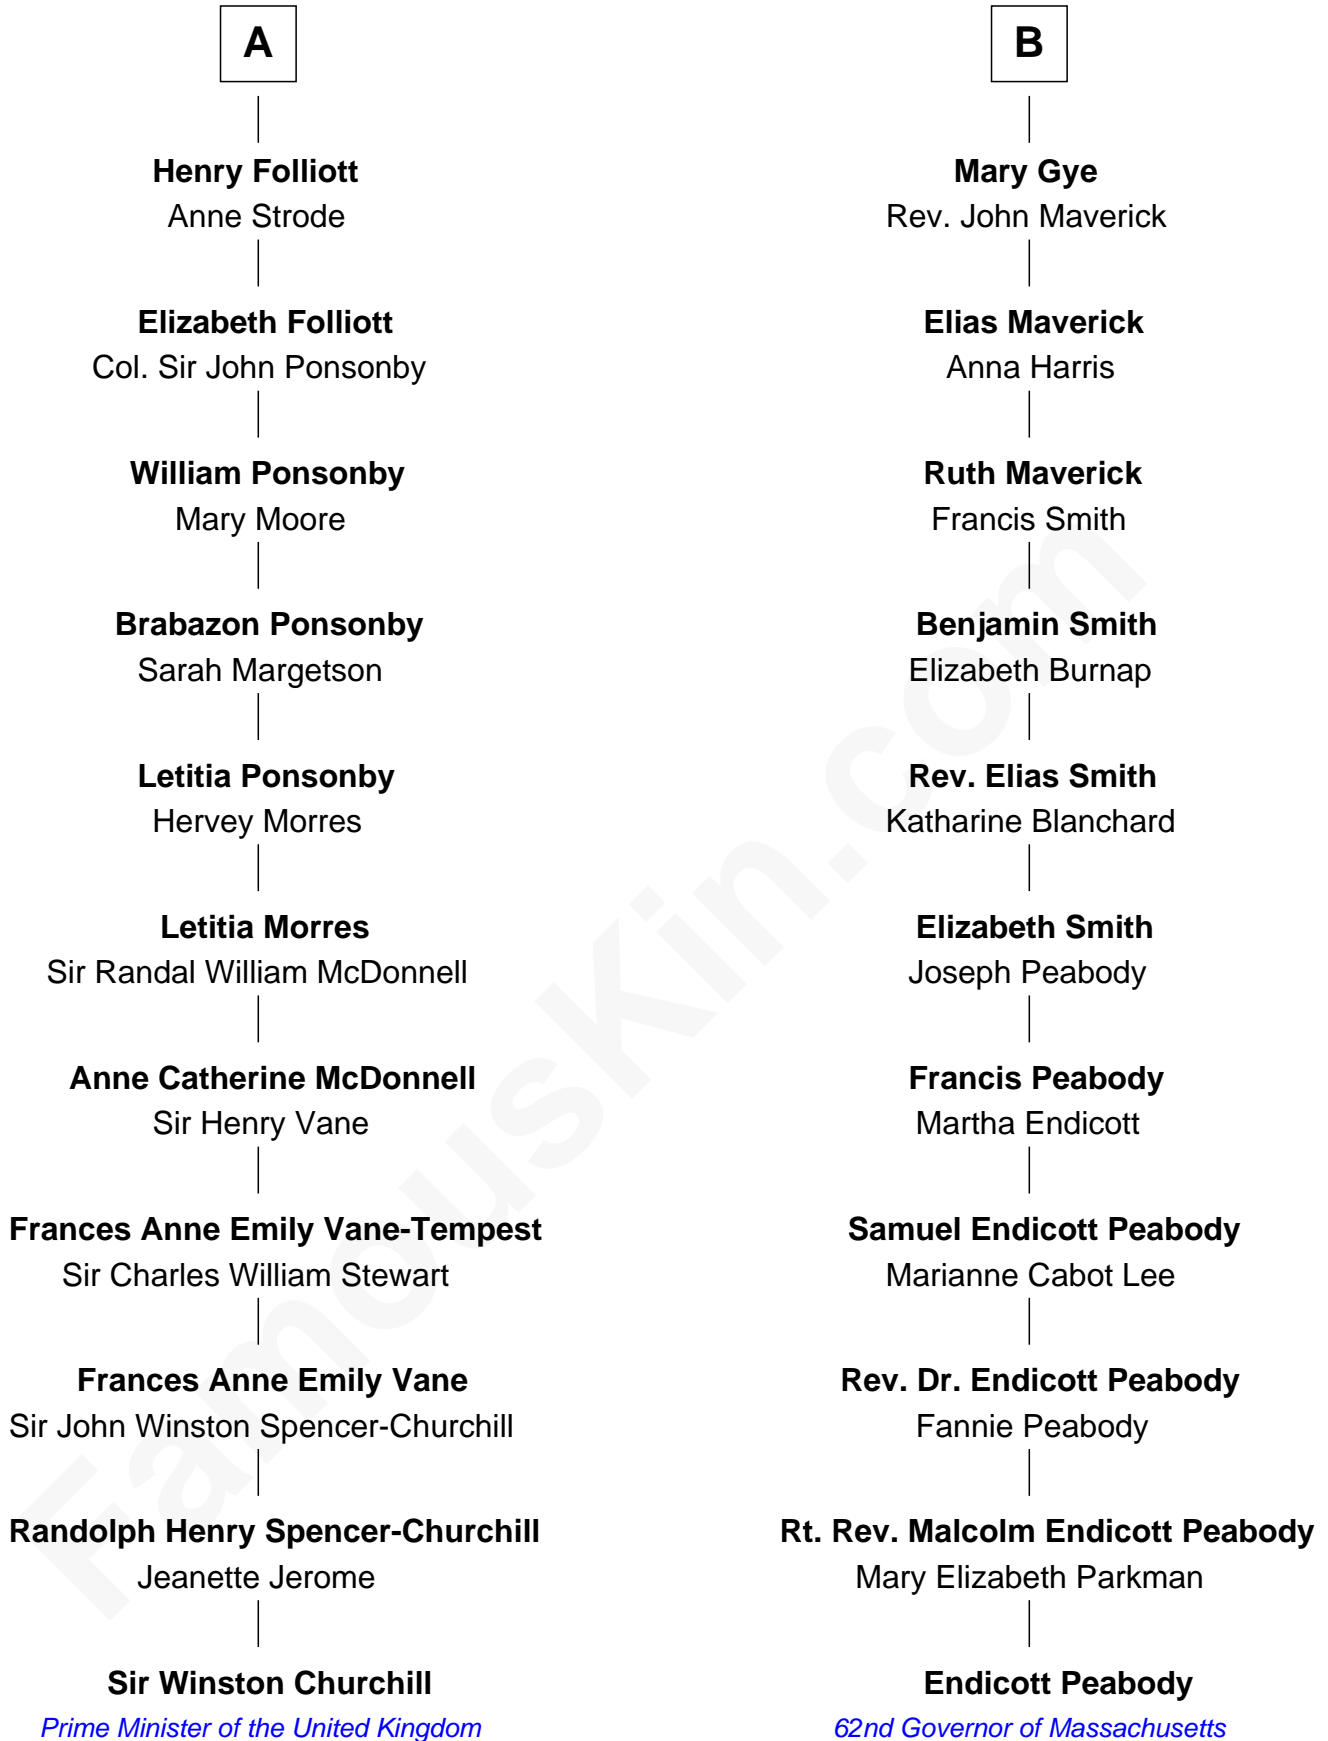 A
Henry Folliott
Anne Strode
Elizabeth Folliott
Col. Sir John Ponsonby
William Ponsonby
Mary Moore
Brabazon Ponsonby
Sarah Margetson
Letitia Ponsonby
Hervey Morres
Letitia Morres
Sir Randal William McDonnell
Anne Catherine McDonnell
Sir Henry Vane
Frances Anne Emily Vane-Tempest
Sir Charles William Stewart
Frances Anne Emily Vane
Sir John Winston Spencer-Churchill
Randolph Henry Spencer-Churchill
Jeanette Jerome
Sir Winston Churchill
Prime Minister of the United Kingdom
B
Mary Gye
Rev. John Maverick
Elias Maverick
Anna Harris
Ruth Maverick
Francis Smith
Benjamin Smith
Elizabeth Burnap
Rev. Elias Smith
Katharine Blanchard
Elizabeth Smith
Joseph Peabody
Francis Peabody
Martha Endicott
Samuel Endicott Peabody
Marianne Cabot Lee
Rev. Dr. Endicott Peabody
Fannie Peabody
Rt. Rev. Malcolm Endicott Peabody
Mary Elizabeth Parkman
Endicott Peabody
62nd Governor of Massachusetts
FamousKin.com